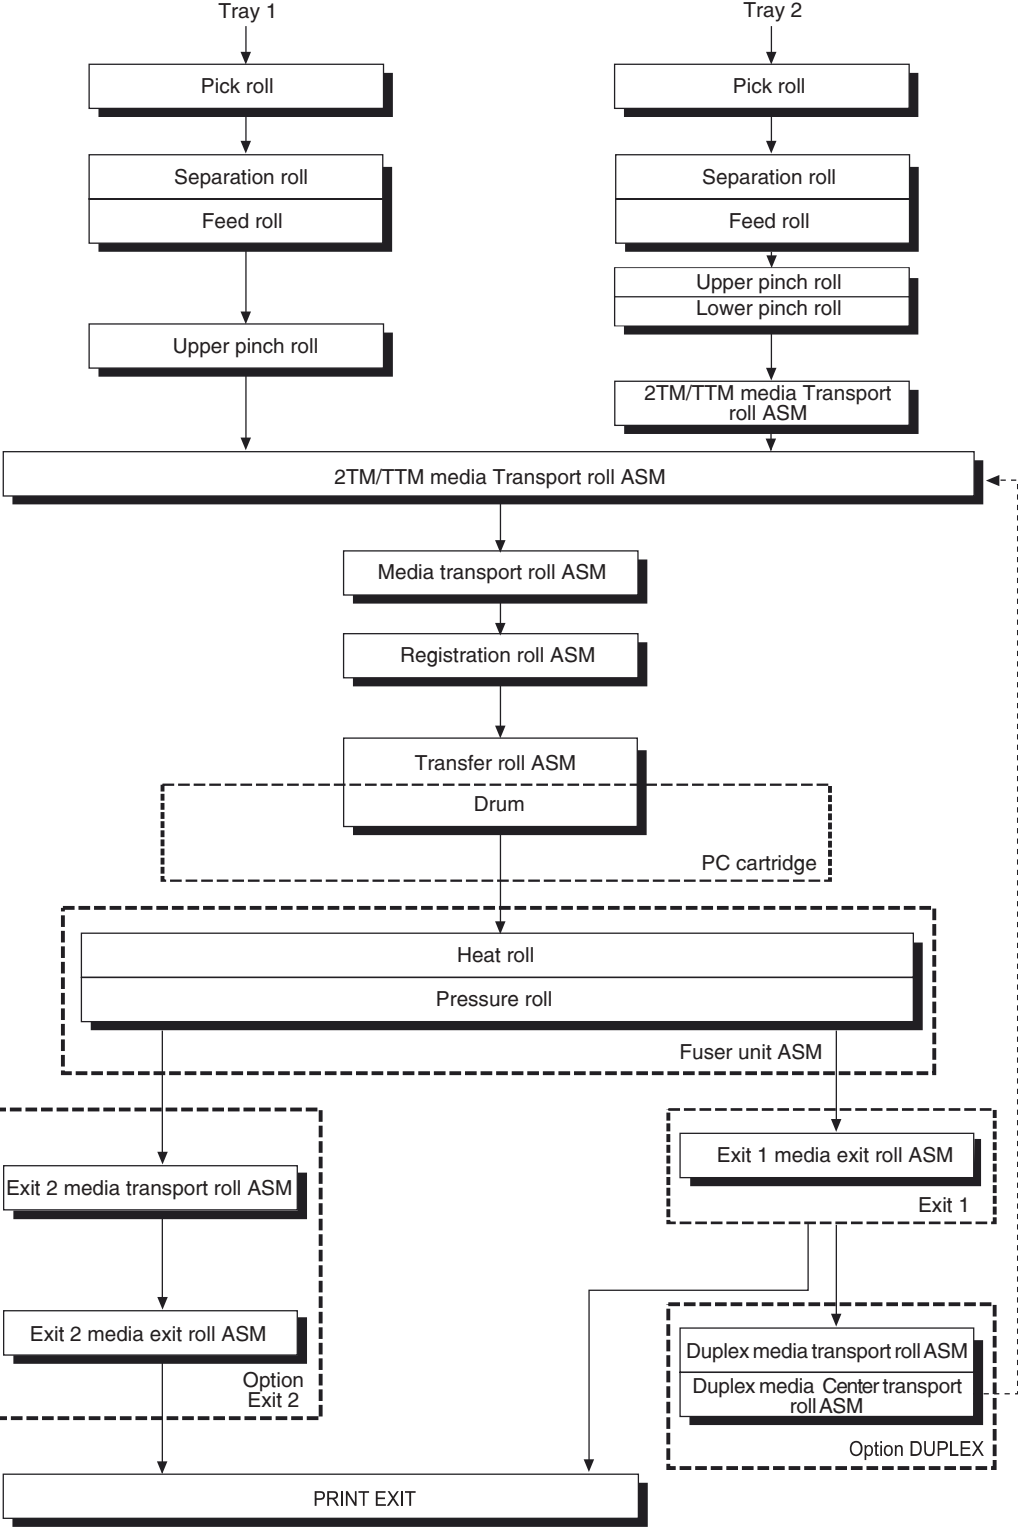 Tray 1
Tray 2
Pick roll
Pick roll
Separation roll
Feed roll
Separation roll
Feed roll
Upper pinch roll
Lower pinch roll
Upper pinch roll
2TM/TTM media Transport
roll ASM
2TM/TTM media Transport roll ASM
Media transport roll ASM
Registration roll ASM
Transfer roll ASM
Drum
PC cartridge
Heat roll
Pressure roll
Fuser unit ASM
Exit 1 media exit roll ASM
Exit 1
Exit 2 media transport roll ASM
Exit 2 media exit roll ASM
Option
Exit 2
Duplex media transport roll ASM
Duplex media Center transport
roll ASM
Option DUPLEX
PRINT EXIT